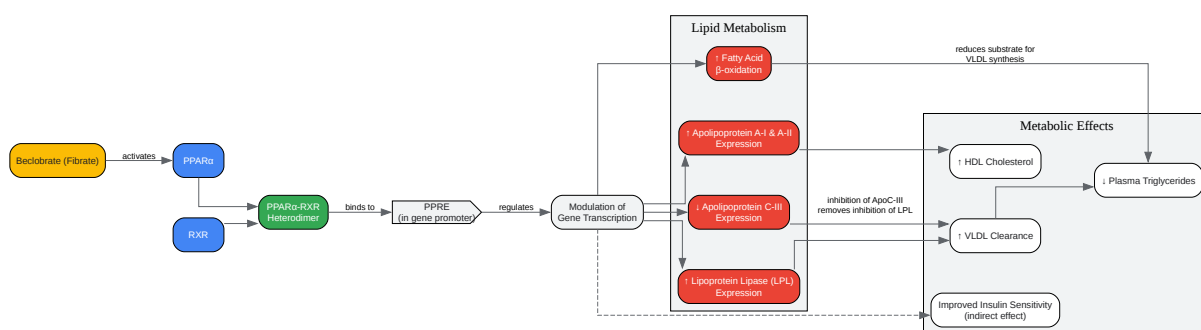 Beclobrate (Fibrate)
activates
PPARα
RXR
PPARα-RXR
Heterodimer
binds to
PPRE
(in gene promoter)
regulates
Modulation of
Gene Transcription
Lipid Metabolism
↑ Fatty Acid
β-oxidation
↑ Apolipoprotein A-I & A-II
Expression
↓ Apolipoprotein C-III
Expression
↑ Lipoprotein Lipase (LPL)
Expression
reduces substrate for
VLDL synthesis
inhibition of ApoC-III
removes inhibition of LPL
Metabolic Effects
↑ HDL Cholesterol
↓ Plasma Triglycerides
↑ VLDL Clearance
Improved Insulin Sensitivity
(indirect effect)